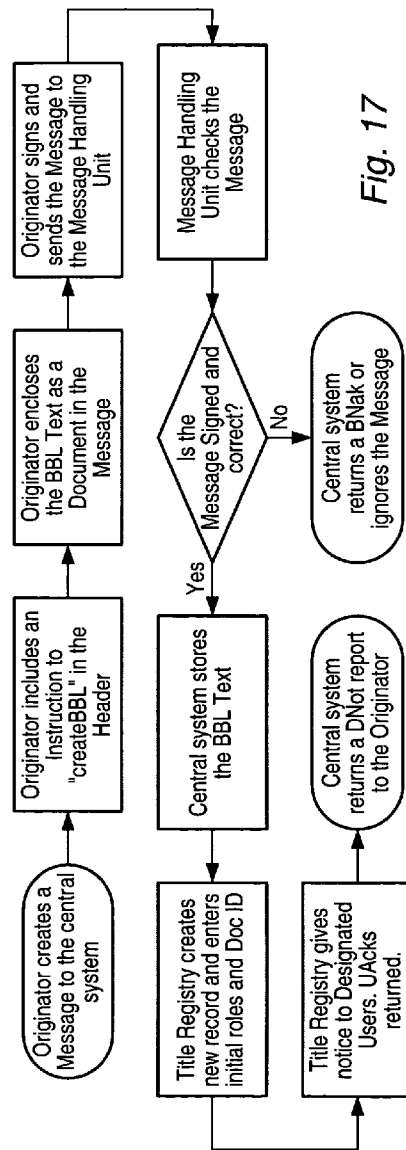 Originator creates a
Message to the central
system
Originator includes an
Instruction to
"createBBL" in the
Header
Originator encloses
the BBL Text as a
Document in the
Message
Originator signs and
sends the Message to
the Message Handling
Unit
Message Handling
Unit checks the
Message
Is the
Message Signed and
correct?
No
Central system
returns a BNak or
ignores the Message
Yes
Central system stores
the BBL Text
Title Registry creates
new record and enters
initial roles and Doc ID
Title Registry gives
notice to Designated
Users. UAcks
returned.
Central system
returns a DNot report
to the Originator
Fig. 17